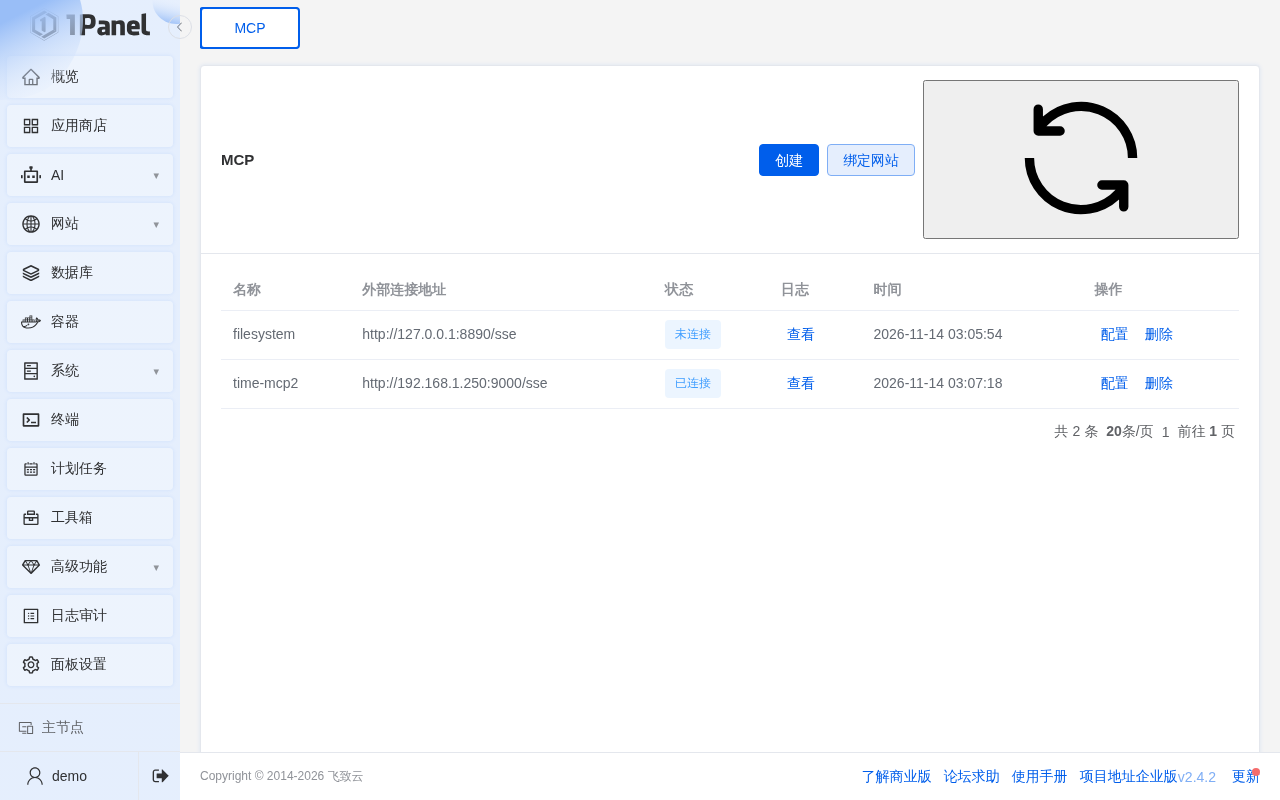 1Panel
概览
应用商店
AI
网站
数据库
容器
系统
终端
计划任务
工具箱
高级功能
日志审计
面板设置
主节点
demo
MCP
MCP
创建
绑定网站
名称 外部连接地址 状态 日志 时间 操作
filesystem http://127.0.0.1:8890/sse 未连接 查看 2026-11-14 03:05:54 配置 删除
time-mcp2 http://192.168.1.250:9000/sse 已连接 查看 2026-11-14 03:07:18 配置 删除
共 2 条 20条/页 1 前往 1 页
Copyright © 2014-2026 飞致云
了解商业版 论坛求助 使用手册 项目地址企业版v2.4.2 更新